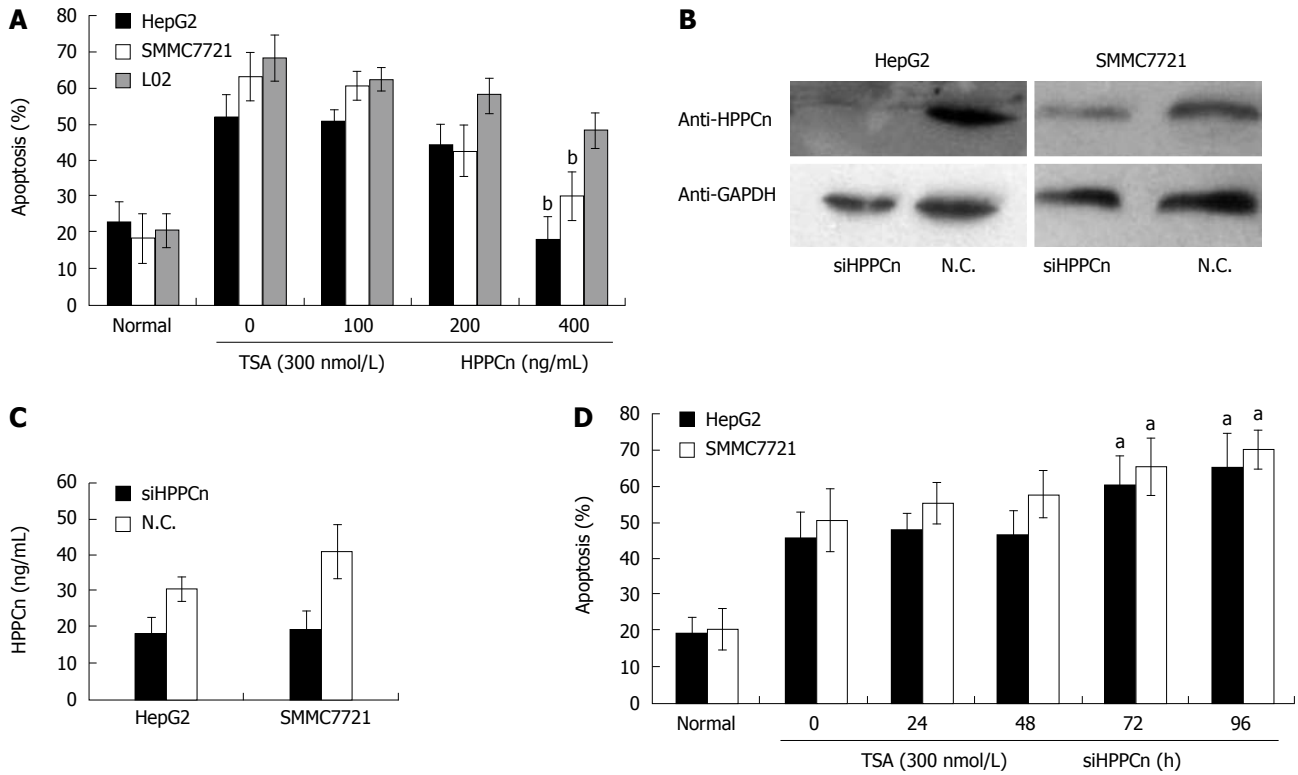 A
80
70
60
50
40
30
20
10
0
Apoptosis (%)
HepG2
SMMC7721
L02
b
b
Normal
0
100
200
400
TSA (300 nmol/L)
HPPCn (ng/mL)
B
HepG2
SMMC7721
Anti-HPPCn
Anti-GAPDH
siHPPCn
N.C.
siHPPCn
N.C.
C
60
50
40
30
20
10
0
HPPCn (ng/mL)
siHPPCn
N.C.
HepG2
SMMC7721
D
80
70
60
50
40
30
20
10
0
Apoptosis (%)
HepG2
SMMC7721
a
a
a
a
Normal
0
24
48
72
96
TSA (300 nmol/L)
siHPPCn (h)